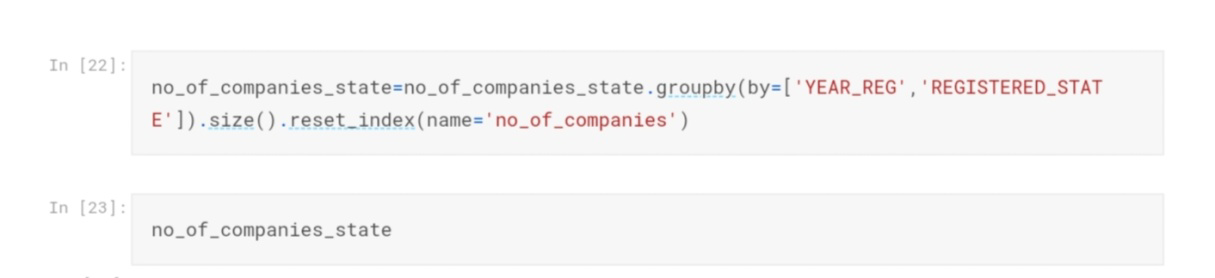 In [22]:
no_of_companies_state=no_of_companies_state.groupby(by=['YEAR_REG','REGISTERED_STAT
E']).size().reset_index(name='no_of_companies')
In [23]:
no_of_companies_state